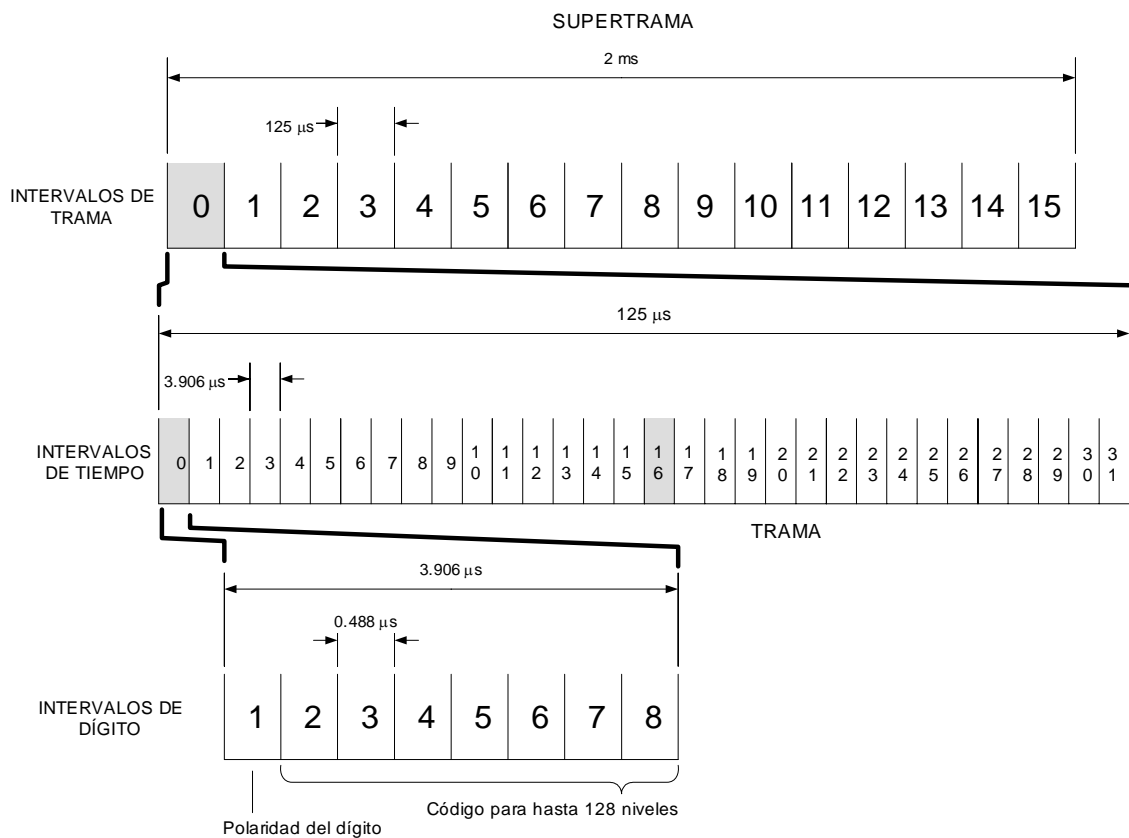 SUPERTRAMA
2 ms
125 µs
INTERVALOS DE
TRAMA
0 1 2 3 4 5 6 7 8 9 10 11 12 13 14 15
125 µs
3.906 µs
INTERVALOS
DE TIEMPO
0 1 2 3 4 5 6 7 8 9 10 11 12 13 14 15 16 17 18 19 20 21 22 23 24 25 26 27 28 29 30 31
TRAMA
3.906 µs
0.488 µs
INTERVALOS DE
DÍGITO
1 2 3 4 5 6 7 8
Código para hasta 128 niveles
Polaridad del dígito